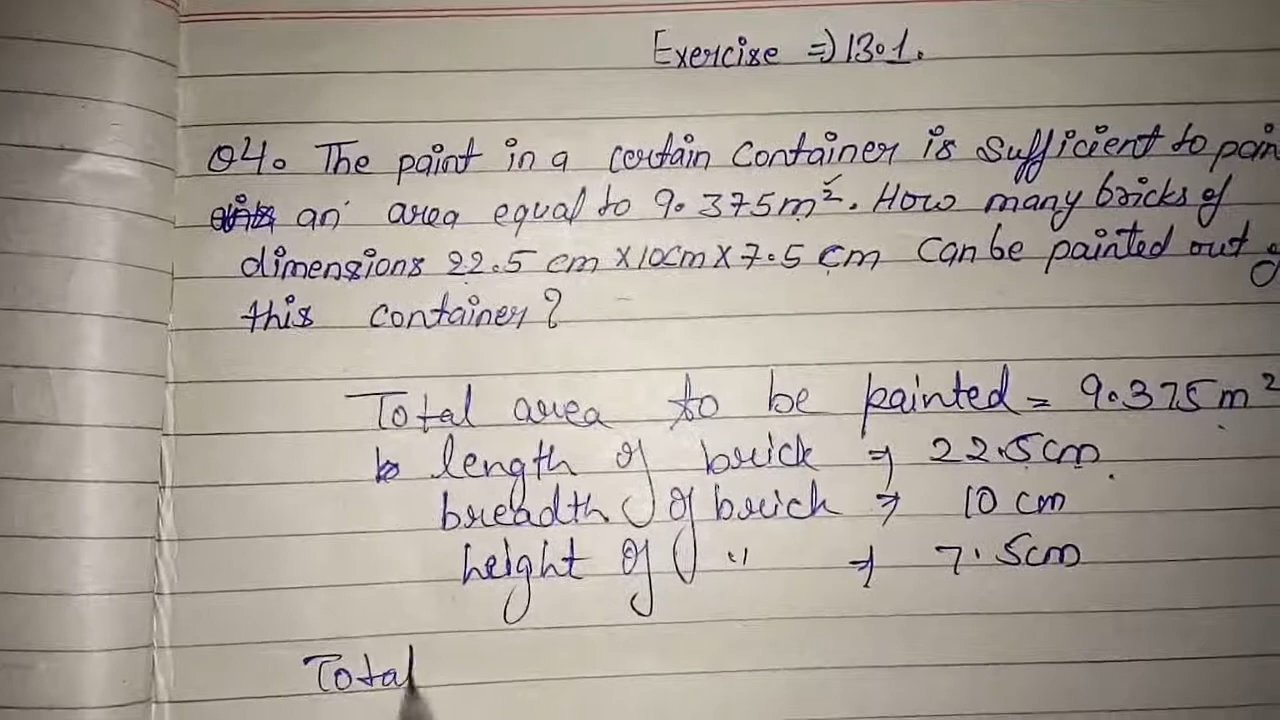 Exercise ⇒ 13.1.
Q4. The paint in a certain container is sufficient to pain
an area equal to 9.375m². How many bricks of
dimensions 22.5 cm x 10cm x 7.5 cm can be painted out
this container?
Total area to be painted = 9.375 m²
length of brick ⇒ 22.5cm
breadth of brick ⇒ 10 cm
height of " ⇒ 7.5cm
Total